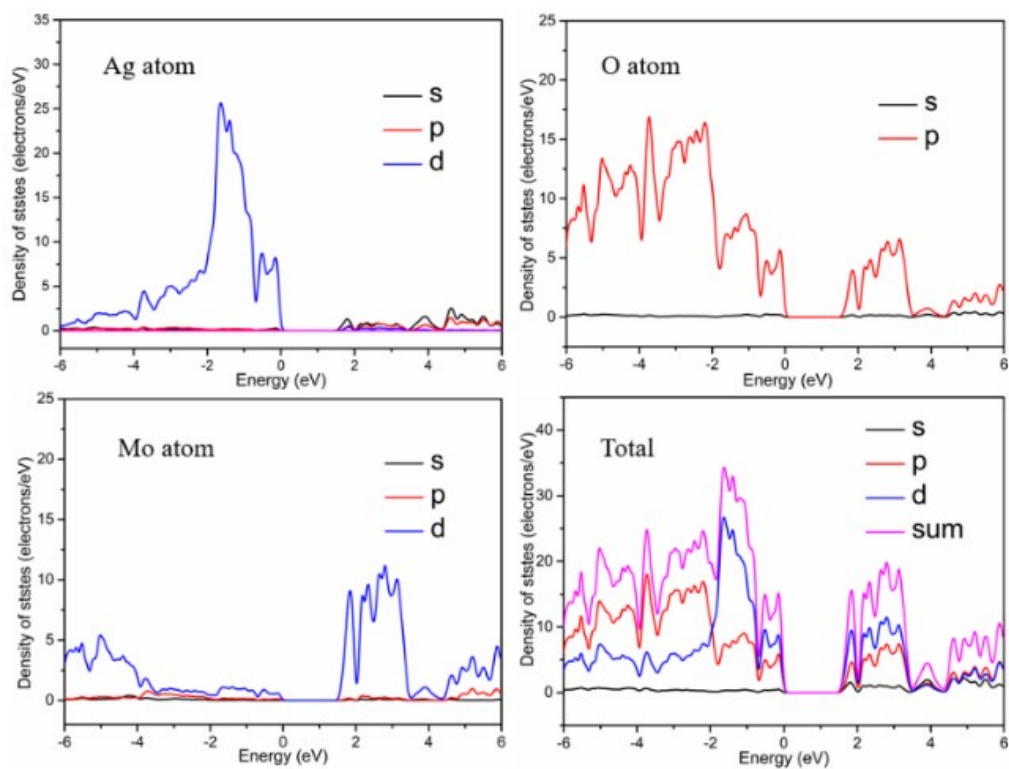 Density of ststes (electrons/eV)
35
30
25
20
15
10
5
0
Ag atom
s
p
d
-6 -4 -2 0 2 4 6
Energy (eV)
Density of ststes (electrons/eV)
25
20
15
10
5
0
O atom
s
p
-6 -4 -2 0 2 4 6
Energy (eV)
Density of ststes (electrons/eV)
25
20
15
10
5
0
Mo atom
s
p
d
-6 -4 -2 0 2 4 6
Energy (eV)
Density of ststes (electrons/eV)
40
30
20
10
0
Total
s
p
d
sum
-6 -4 -2 0 2 4 6
Energy (eV)